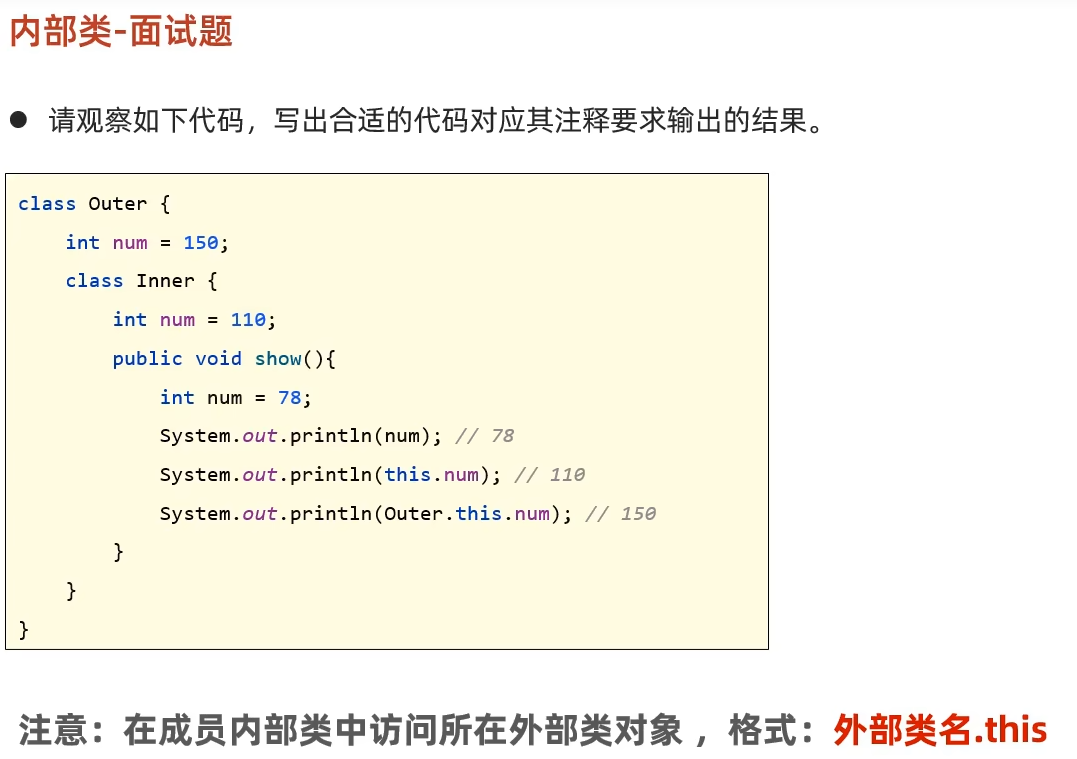 内部类-面试题
● 请观察如下代码，写出合适的代码对应其注释要求输出的结果。
class Outer {
    int num = 150;
    class Inner {
        int num = 110;
        public void show(){
            int num = 78;
            System.out.println(num); // 78
            System.out.println(this.num); // 110
            System.out.println(Outer.this.num); // 150
        }
    }
}
注意：在成员内部类中访问所在外部类对象 ，格式：外部类名.this